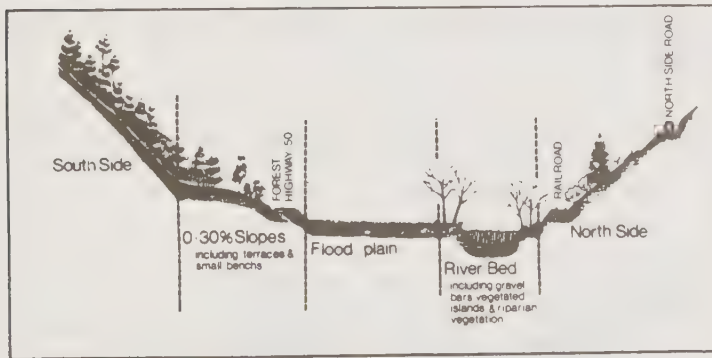 South Side
0-30% Slopes
including terraces &
small benchs
FOREST
HIGHWAY 50
Flood plain
River Bed
including gravel
bars vegetated
islands & riparian
vegetation
RAILROAD
North Side
NORTH SIDE ROAD